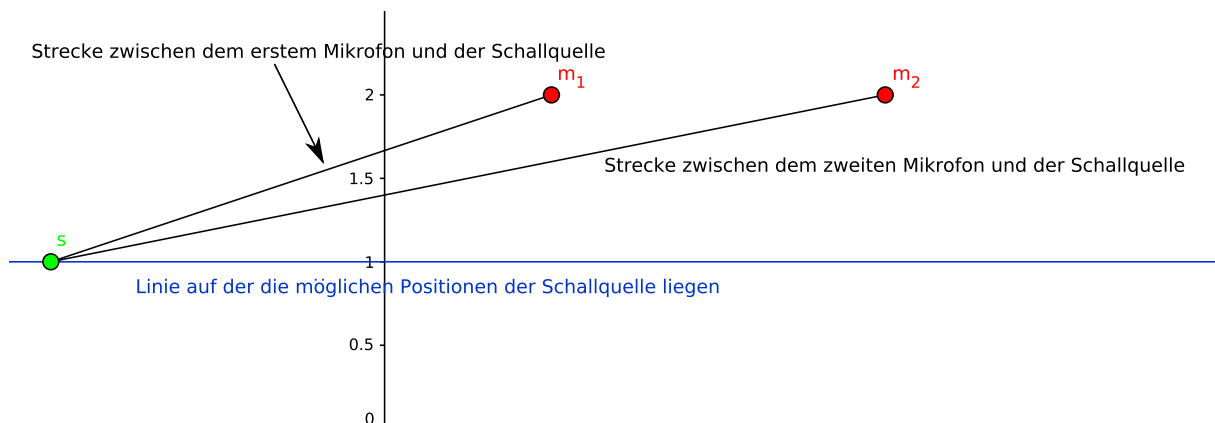 Strecke zwischen dem erstem Mikrofon und der Schallquelle
m1
m2
2
Strecke zwischen dem zweiten Mikrofon und der Schallquelle
1.5
s
1
Linie auf der die möglichen Positionen der Schallquelle liegen
0.5
0